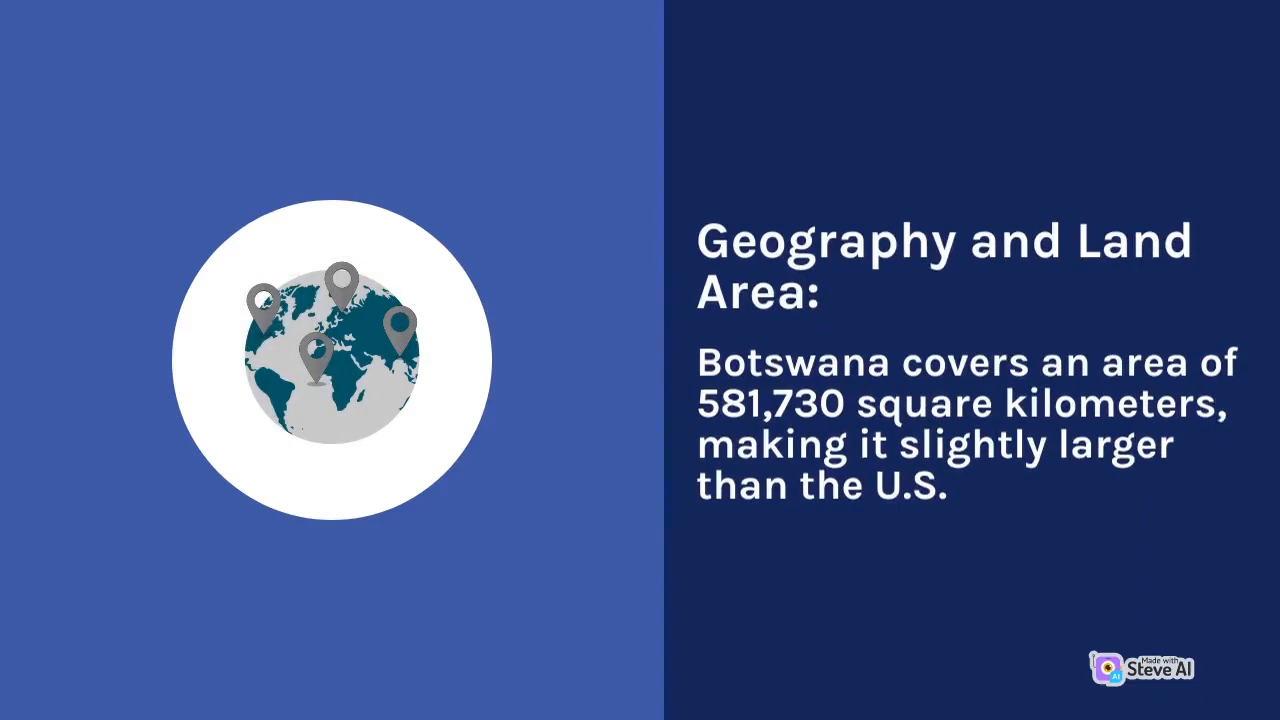 Geography and Land
Area:
Botswana covers an area of
581,730 square kilometers,
making it slightly larger
than the U.S.
Made with
Steve AI
AI